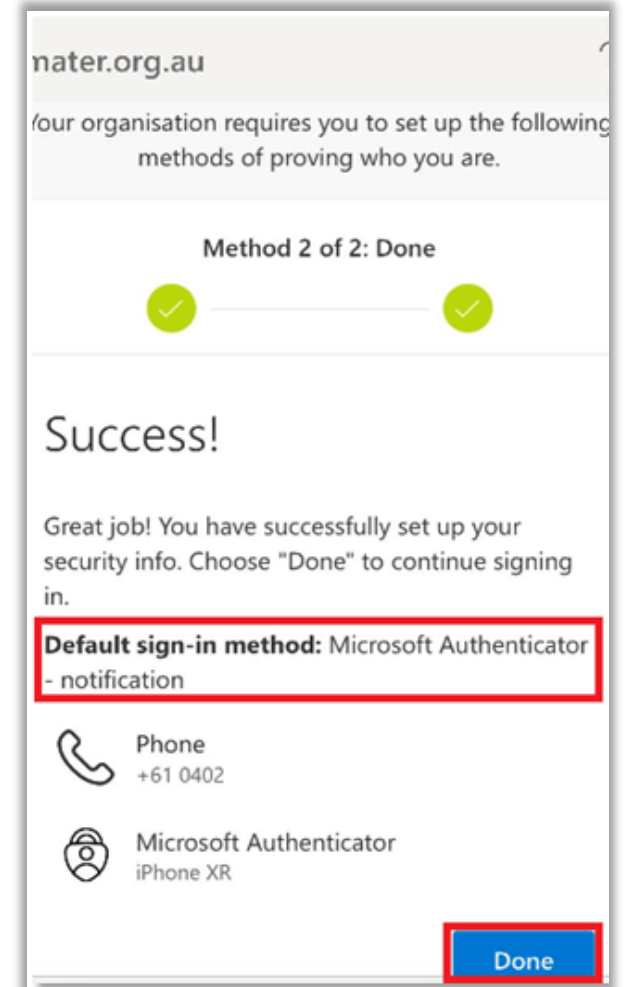 mater.org.au
Your organisation requires you to set up the following
methods of proving who you are.
Method 2 of 2: Done
Success!
Great job! You have successfully set up your
security info. Choose "Done" to continue signing
in.
Default sign-in method: Microsoft Authenticator
- notification
Phone
+61 0402
Microsoft Authenticator
iPhone XR
Done